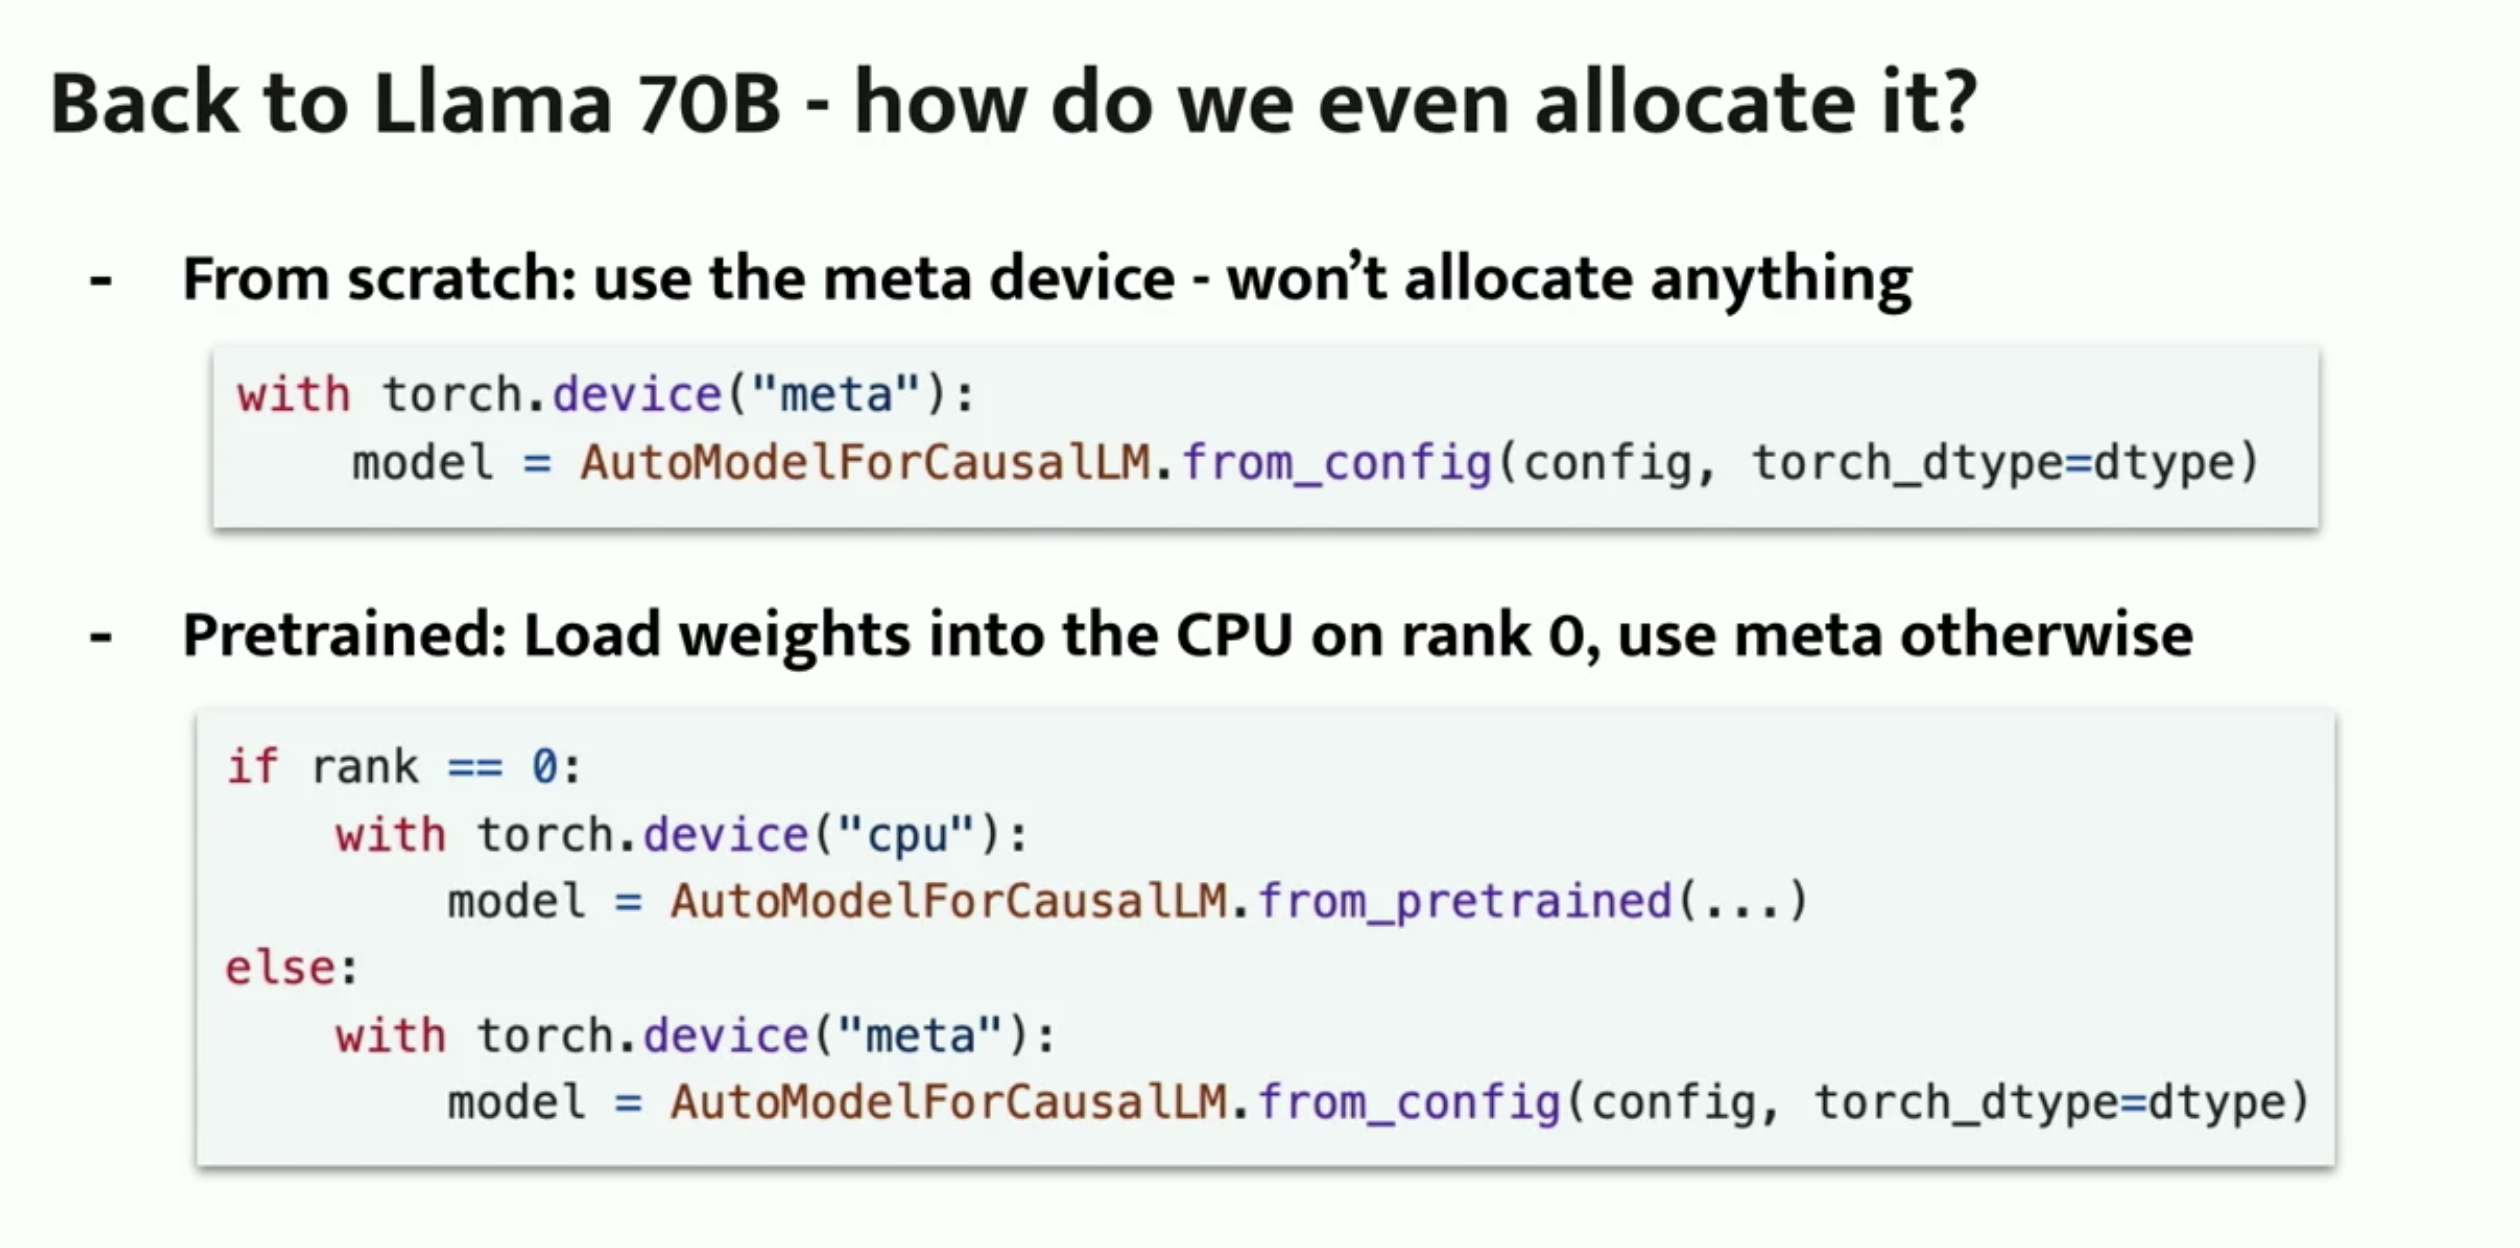 Back to Llama 70B - how do we even allocate it?
- From scratch: use the meta device - won’t allocate anything
with torch.device("meta"):
    model = AutoModelForCausalLM.from_config(config, torch_dtype=dtype)
- Pretrained: Load weights into the CPU on rank 0, use meta otherwise
if rank == 0:
    with torch.device("cpu"):
        model = AutoModelForCausalLM.from_pretrained(...)
else:
    with torch.device("meta"):
        model = AutoModelForCausalLM.from_config(config, torch_dtype=dtype)